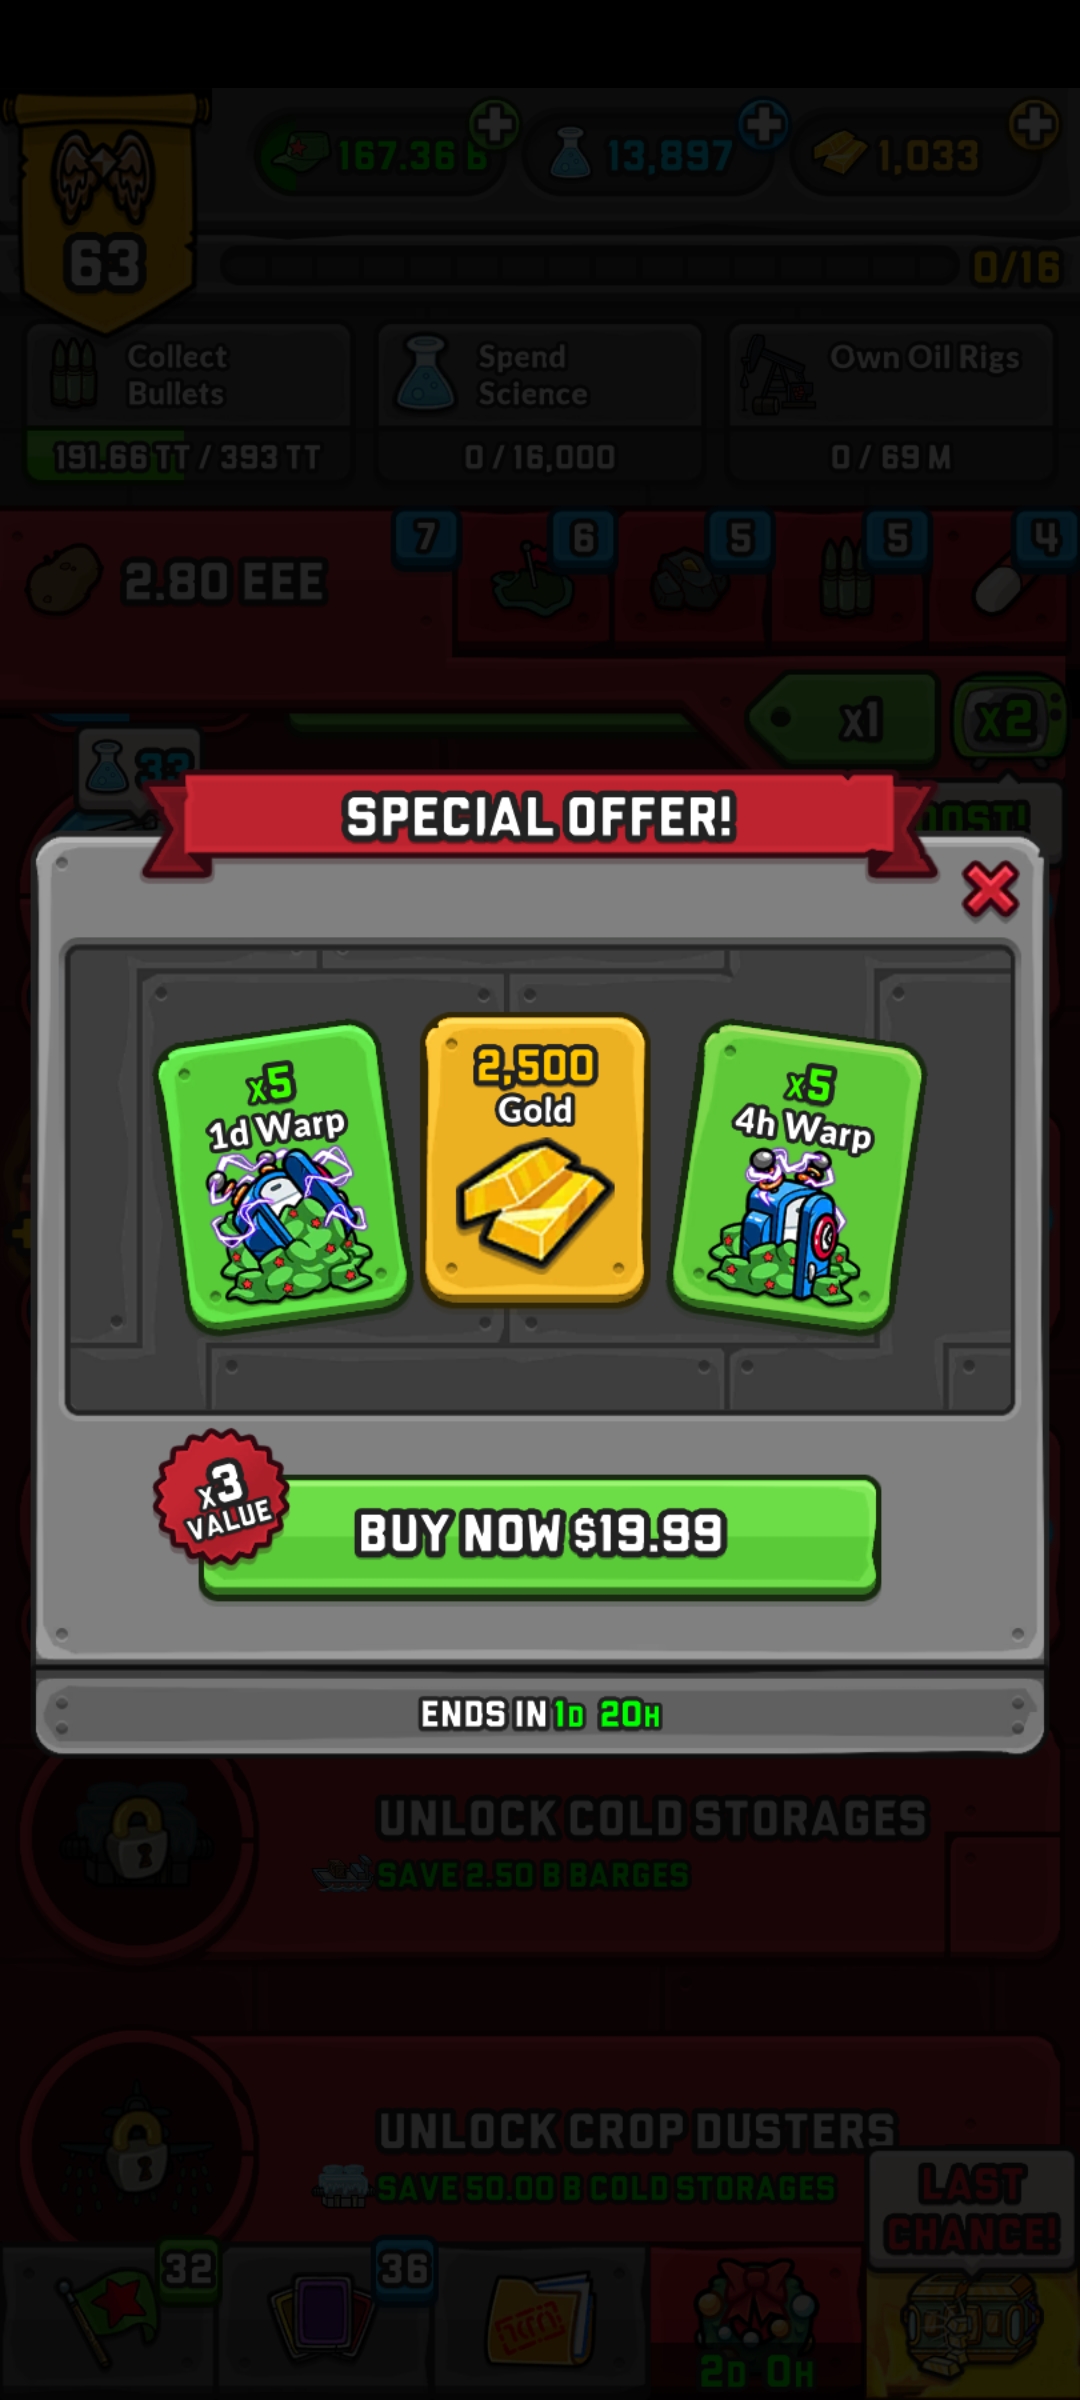 167.36 B
13,897
1,033
63
0/16
Collect
Bullets
Spend
Science
Own Oil Rigs
191.66 TT / 393 TT
0 / 16,000
0 / 69 M
2.80 EEE
7
6
5
5
4
x1
x2
33
SPECIAL OFFER!
x5
1d Warp
2,500
Gold
x5
4h Warp
x3
VALUE
BUY NOW $19.99
ENDS IN 1D 20H
UNLOCK COLD STORAGES
SAVE 2.50 B BARGES
UNLOCK CROP DUSTERS
SAVE 50.00 B COLD STORAGES
LAST
CHANCE!
32
36
2D 0H